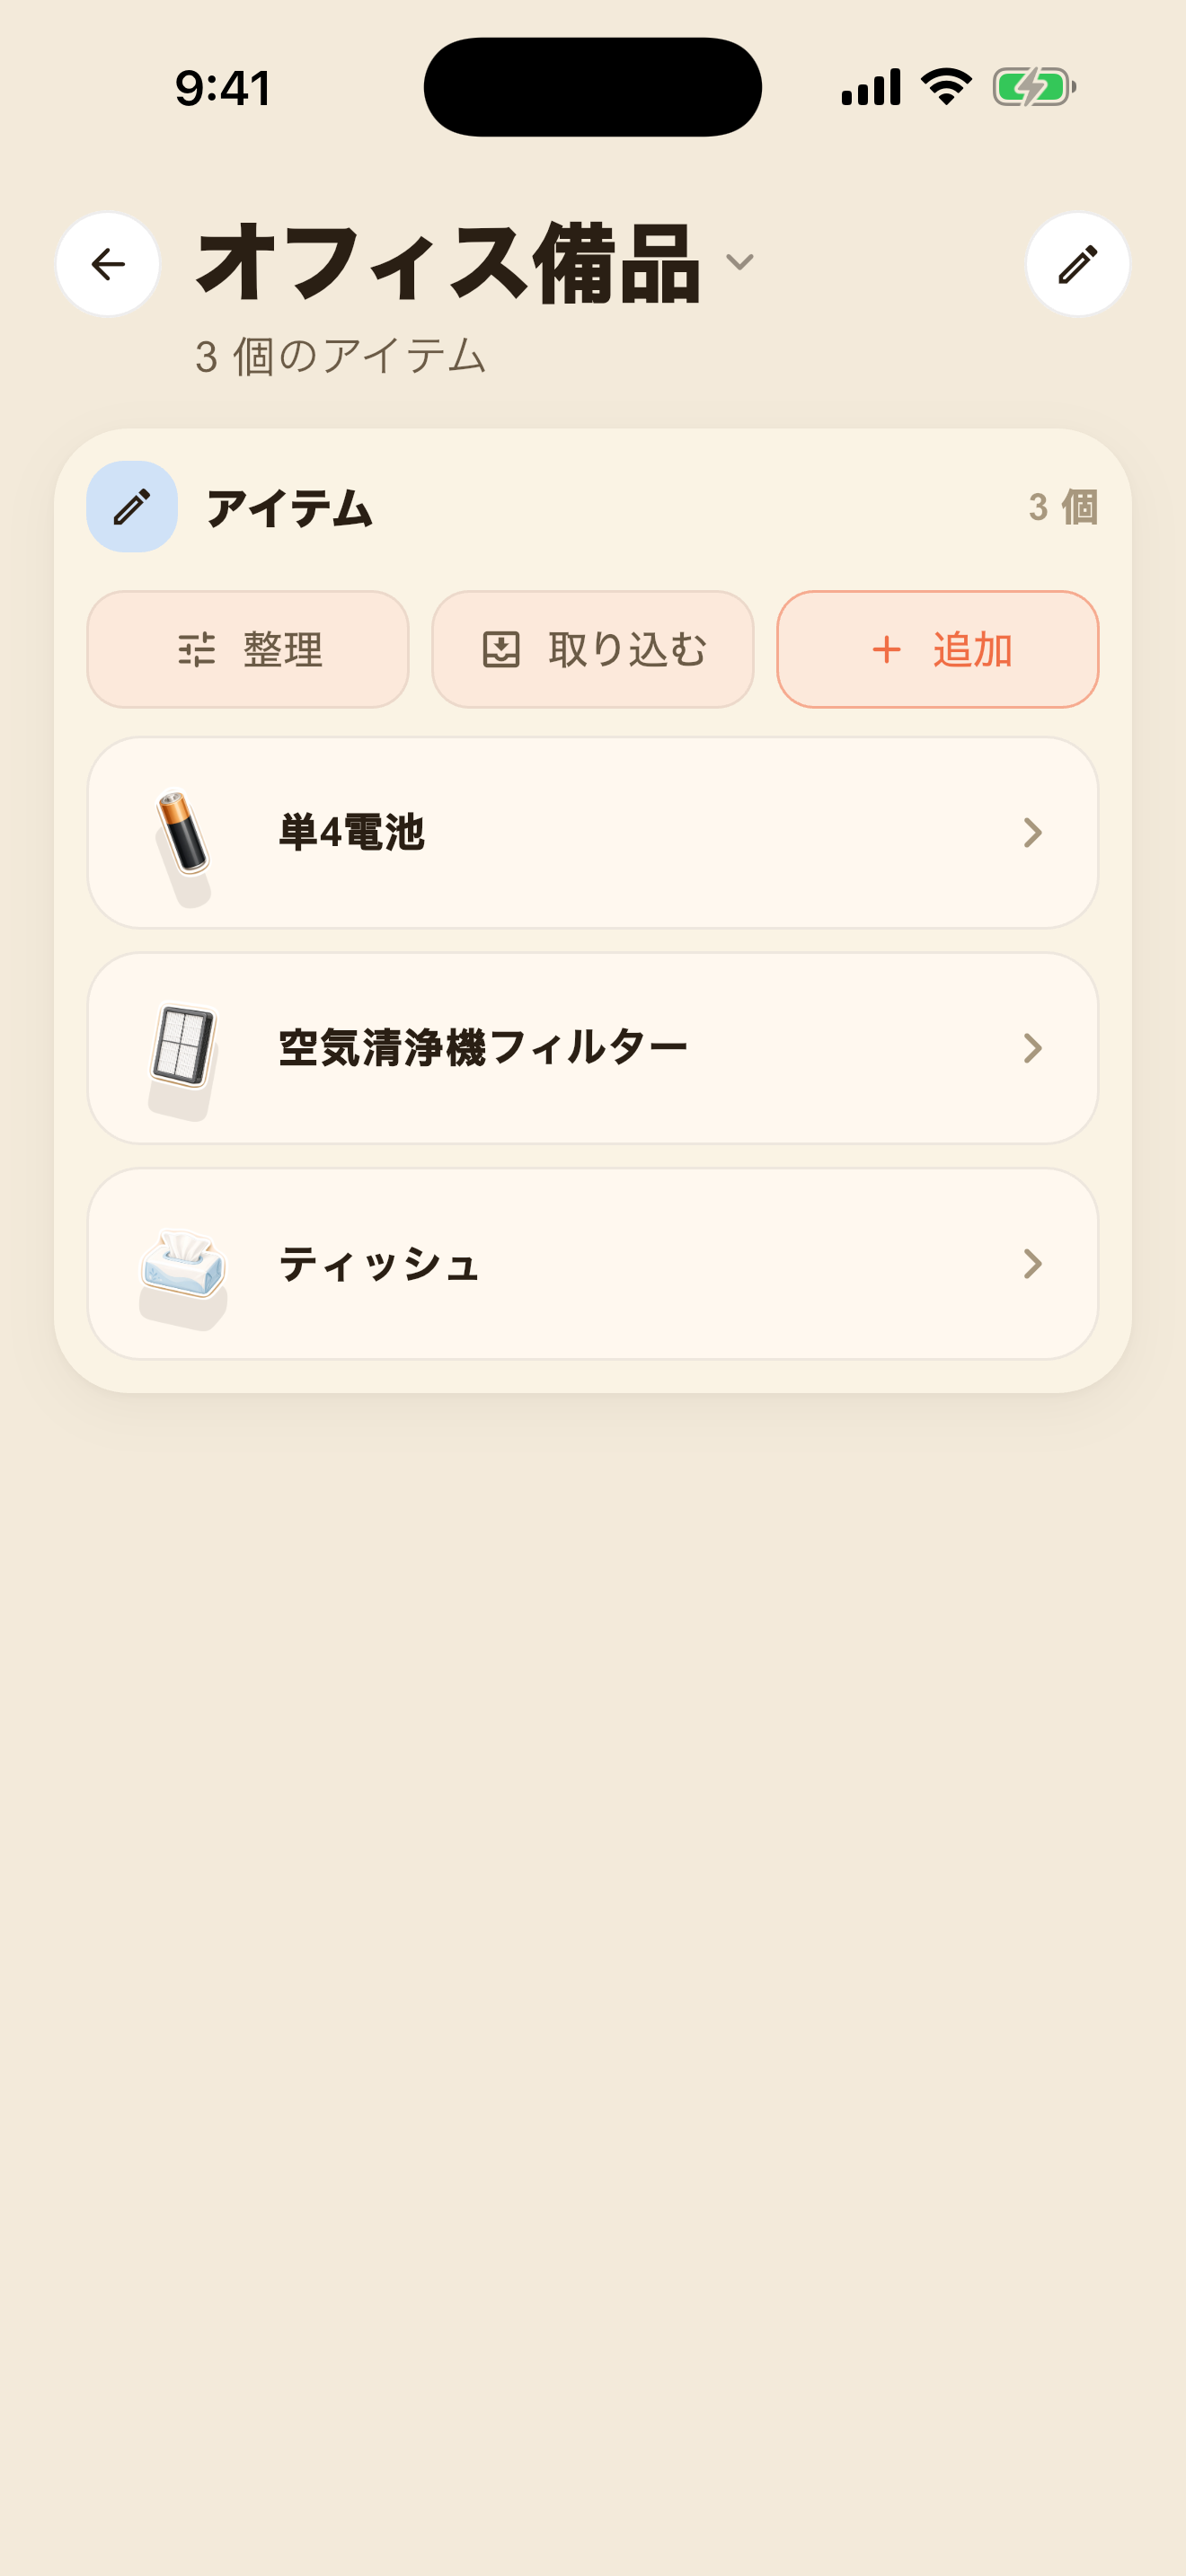 9:41
オフィス備品
3 個のアイテム
アイテム
3 個
整理
取り込む
追加
単4電池
空気清浄機フィルター
ティッシュ